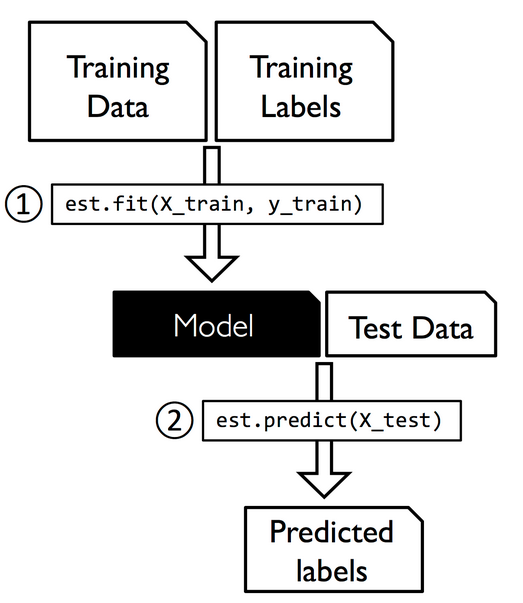 Training
Data
Training
Labels
1
est.fit(X_train, y_train)
Model
Test Data
2
est.predict(X_test)
Predicted
labels